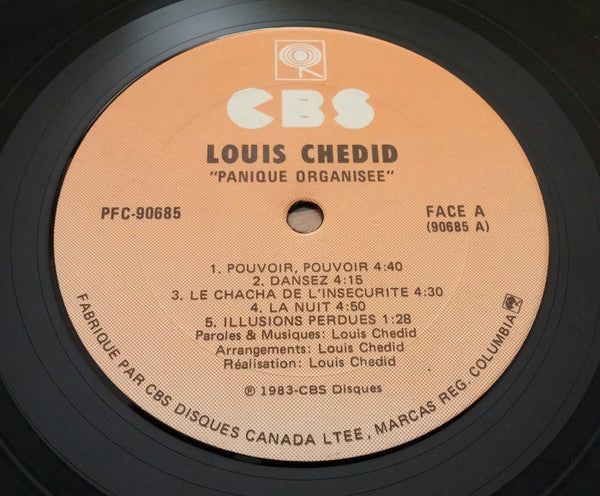 CBS
LOUIS CHEDID
"PANIQUE ORGANISEE"
PFC-90685
FACE A
(90685 A)
1. POUVOIR, POUVOIR 4:40
2. DANSEZ 4:15
3. LE CHACHA DE L'INSECURITE 4:30
4. LA NUIT 4:50
5. ILLUSIONS PERDUES 1:28
Paroles & Musiques: Louis Chedid
Arrangements: Louis Chedid
Réalisation: Louis Chedid
℗ 1983-CBS Disques
FABRIQUE PAR CBS DISQUES CANADA LTEE, MARCAS REG. COLUMBIA